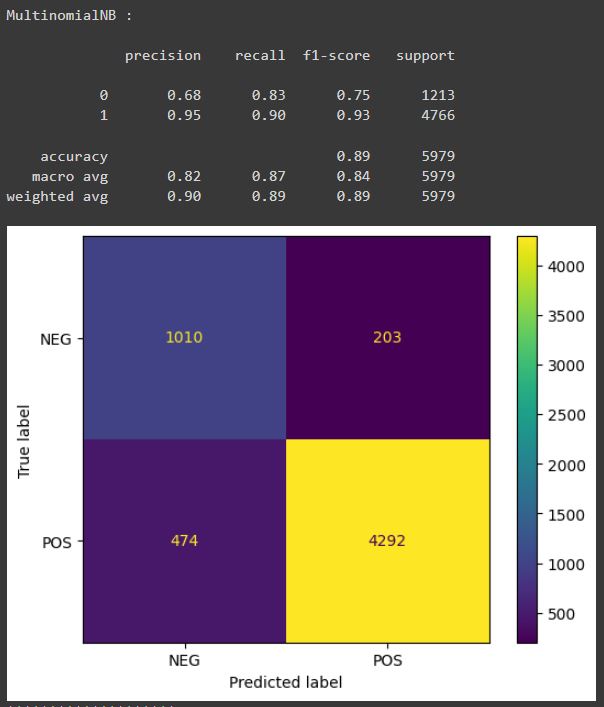 MultinomialNB :
precision recall f1-score support
0 0.68 0.83 0.75 1213
1 0.95 0.90 0.93 4766
accuracy 0.89 5979
macro avg 0.82 0.87 0.84 5979
weighted avg 0.90 0.89 0.89 5979
4000
3500
NEG 1010 203
3000
2500
True label
2000
1500
POS 474 4292
1000
500
NEG POS
Predicted label